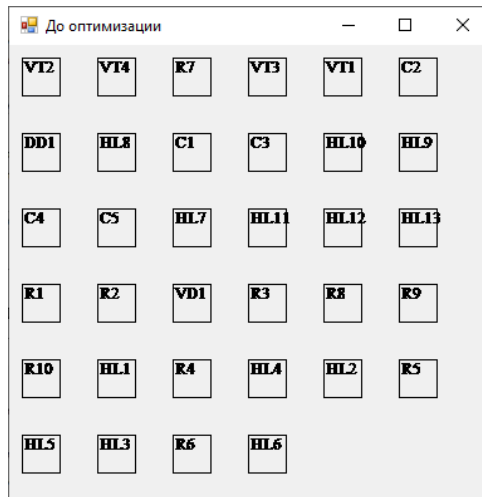 До оптимизации
VT2 VT4 R7 VT3 VT1 C2
DD1 HL8 C1 C3 HL10 HL9
C4 C5 HL7 HL11 HL12 HL13
R1 R2 VD1 R3 R8 R9
R10 HL1 R4 HL4 HL2 R5
HL5 HL3 R6 HL6